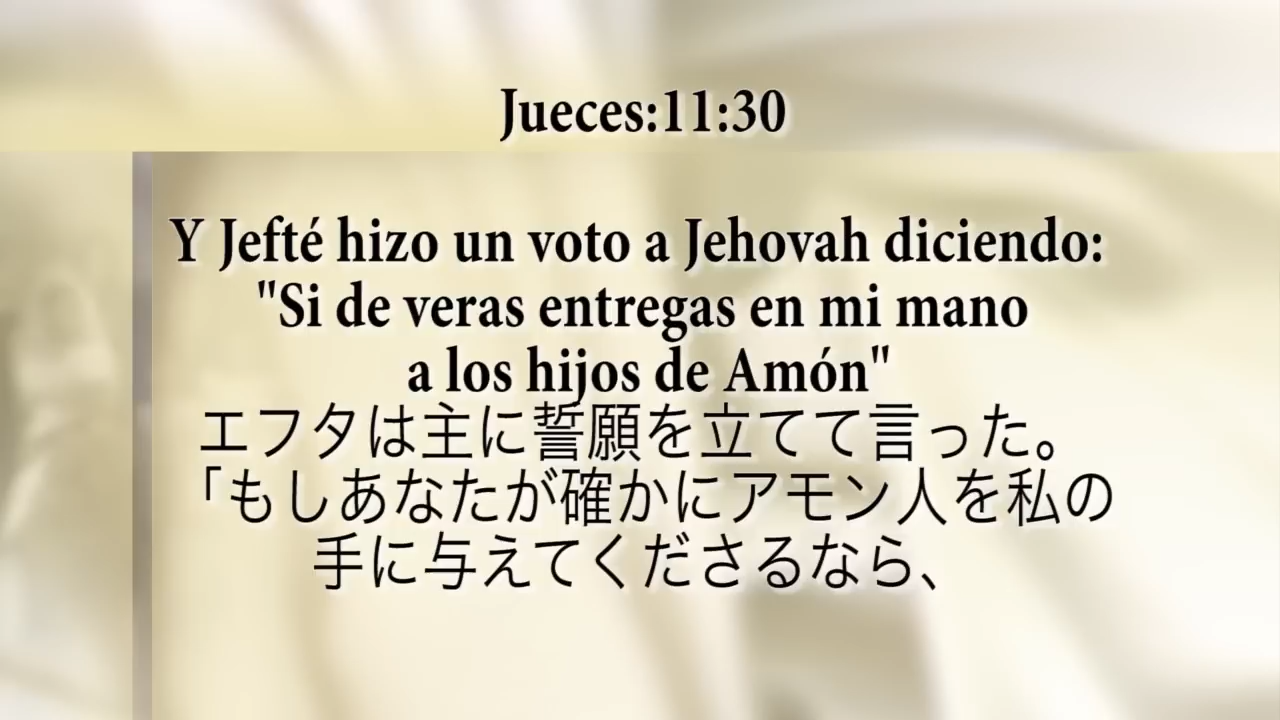 Jueces:11:30
Y Jefté hizo un voto a Jehovah diciendo:
"Si de veras entregas en mi mano
a los hijos de Amón"
エフタは主に誓願を立てて言った。
「もしあなたが確かにアモン人を私の
手に与えてくださるなら、